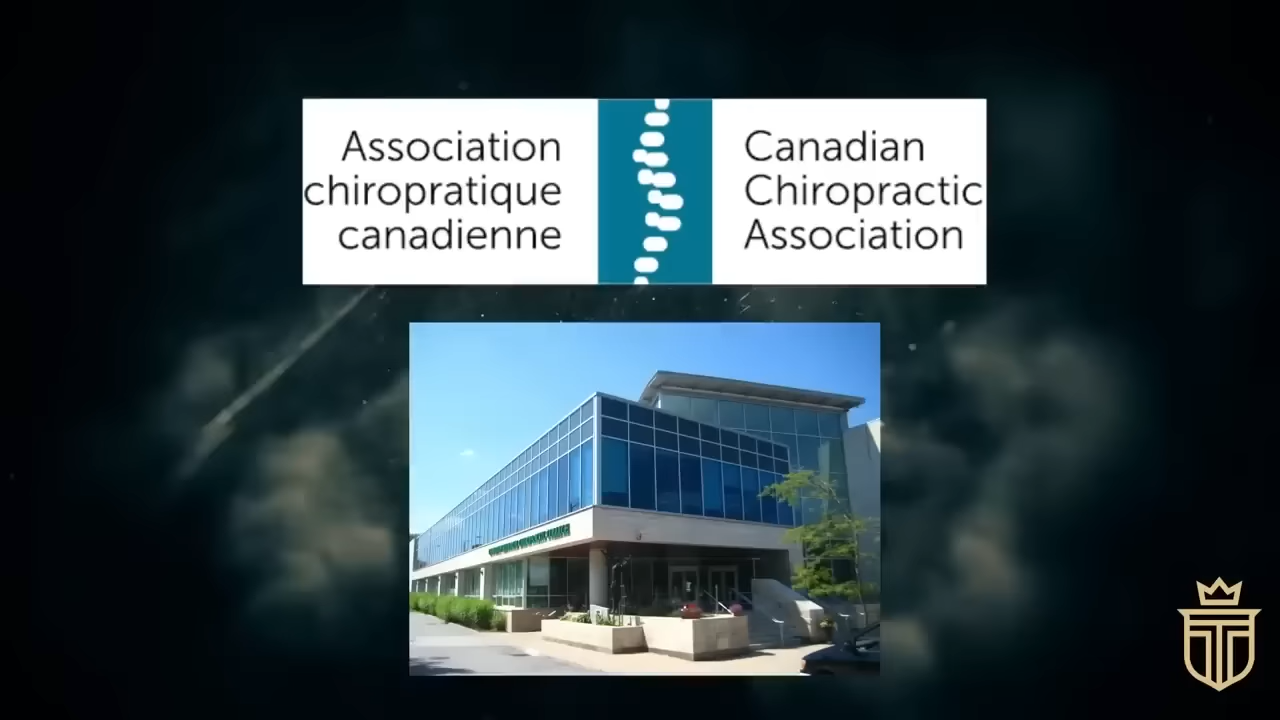 Association
chiropratique
canadienne
Canadian
Chiropractic
Association